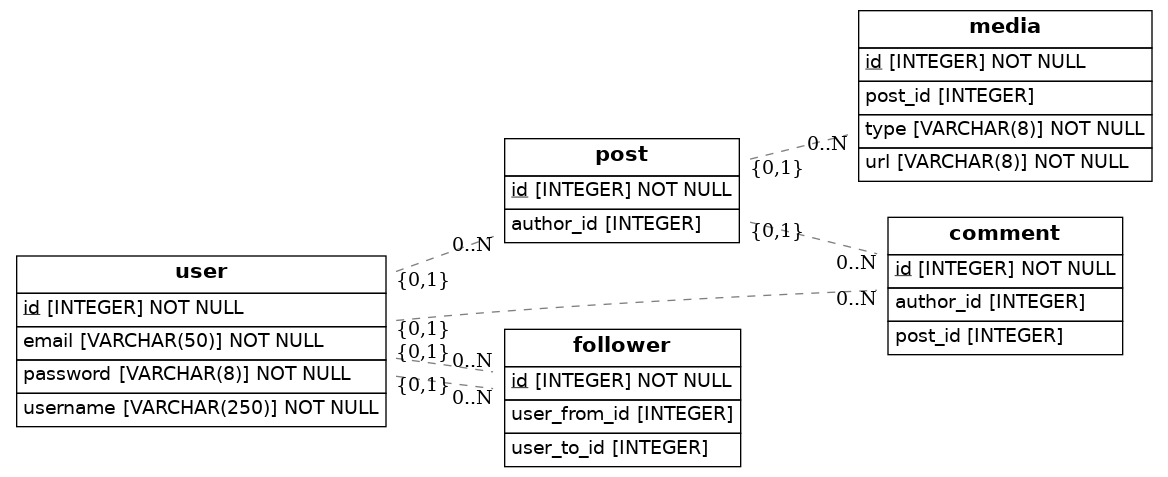 media
id [INTEGER] NOT NULL
post_id [INTEGER]
type [VARCHAR(8)] NOT NULL
url [VARCHAR(8)] NOT NULL
0..N
{0,1}
post
id [INTEGER] NOT NULL
author_id [INTEGER]
{0,1}
0..N
comment
id [INTEGER] NOT NULL
author_id [INTEGER]
post_id [INTEGER]
0..N
0..N
{0,1}
user
id [INTEGER] NOT NULL
email [VARCHAR(50)] NOT NULL
password [VARCHAR(8)] NOT NULL
username [VARCHAR(250)] NOT NULL
{0,1}
{0,1}
0..N
{0,1}
0..N
follower
id [INTEGER] NOT NULL
user_from_id [INTEGER]
user_to_id [INTEGER]